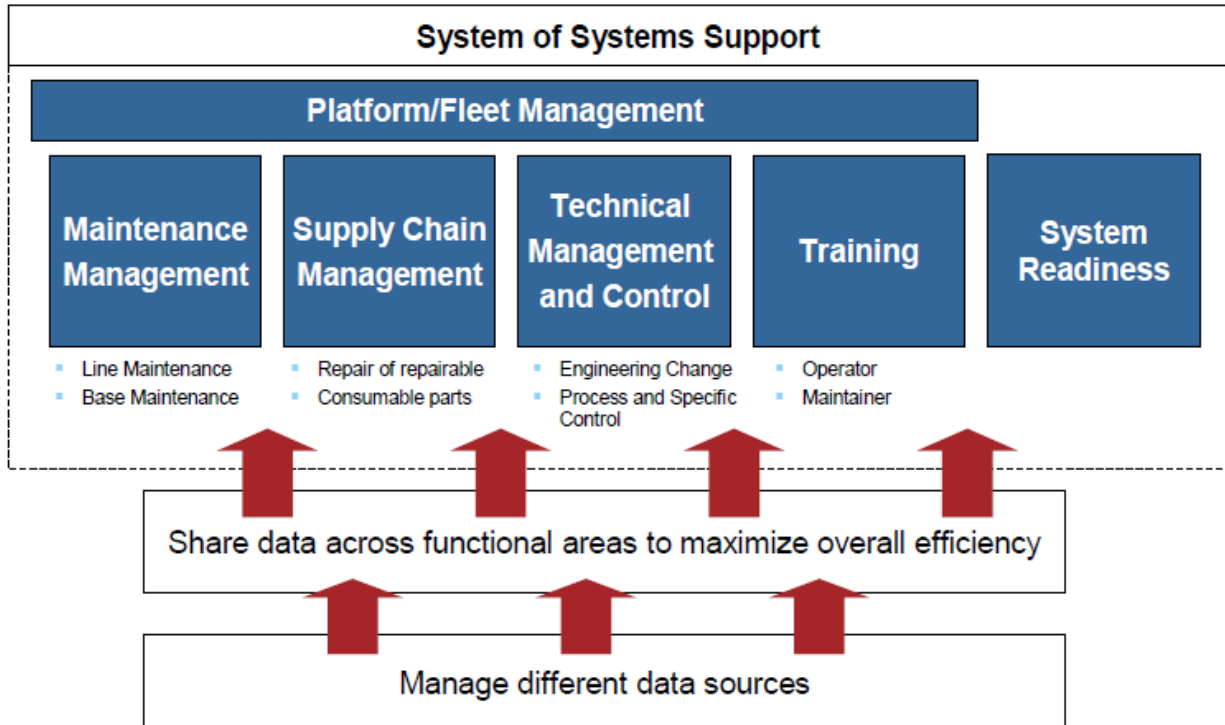 System of Systems Support
Platform/Fleet Management
Maintenance
Management
Supply Chain
Management
Technical
Management
and Control
Training
System
Readiness
Line Maintenance
Base Maintenance
Repair of repairable
Consumable parts
Engineering Change
Process and Specific
Control
Operator
Maintainer
Share data across functional areas to maximize overall efficiency
Manage different data sources